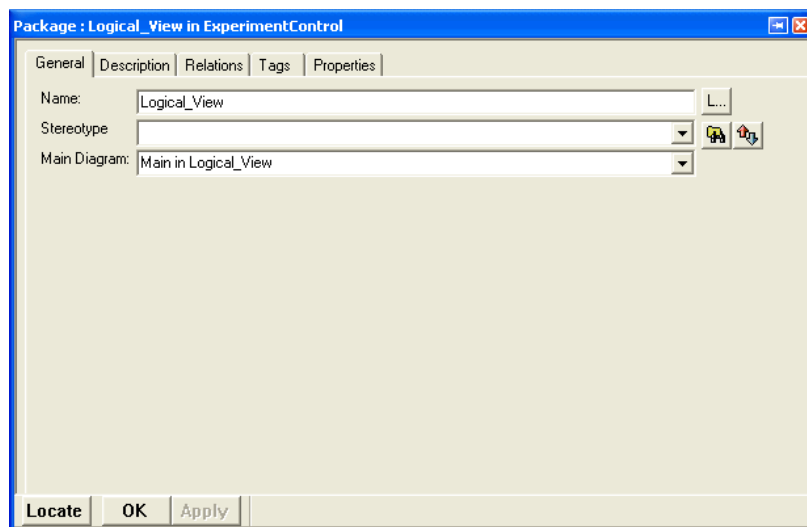 Package : Logical_View in ExperimentControl
General Description Relations Tags Properties
Name: Logical_View L...
Stereotype
Main Diagram: Main in Logical_View
Locate OK Apply